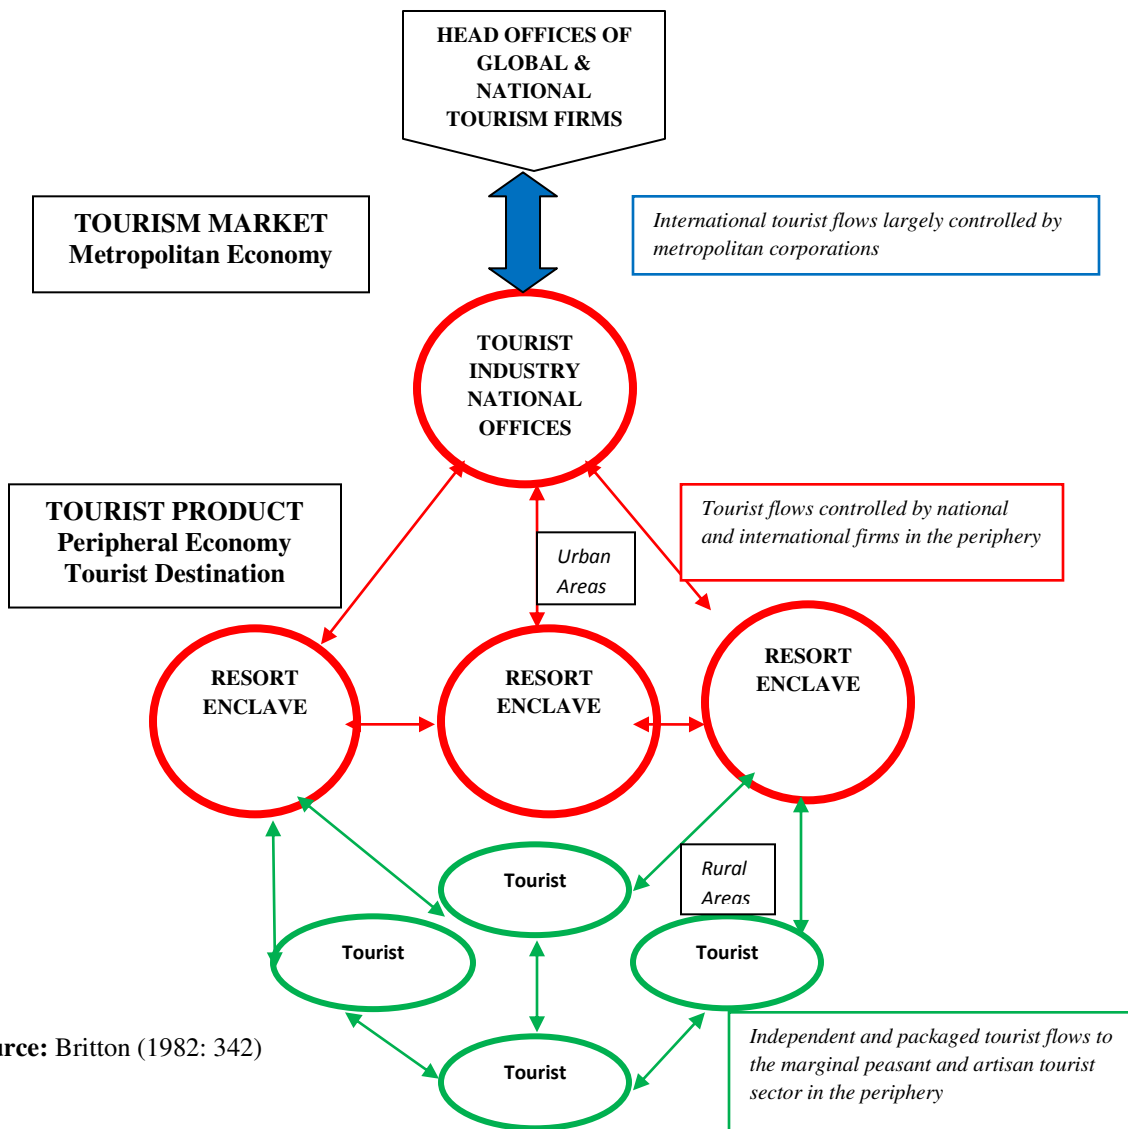 HEAD OFFICES OF
GLOBAL &
NATIONAL
TOURISM FIRMS
TOURISM MARKET
Metropolitan Economy
International tourist flows largely controlled by
metropolitan corporations
TOURIST
INDUSTRY
NATIONAL
OFFICES
TOURIST PRODUCT
Peripheral Economy
Tourist Destination
Tourist flows controlled by national
and international firms in the periphery
Urban
Areas
RESORT
ENCLAVE
RESORT
ENCLAVE
RESORT
ENCLAVE
Tourist
Rural
Areas
Tourist
Tourist
urce: Britton (1982: 342)
Tourist
Independent and packaged tourist flows to
the marginal peasant and artisan tourist
sector in the periphery